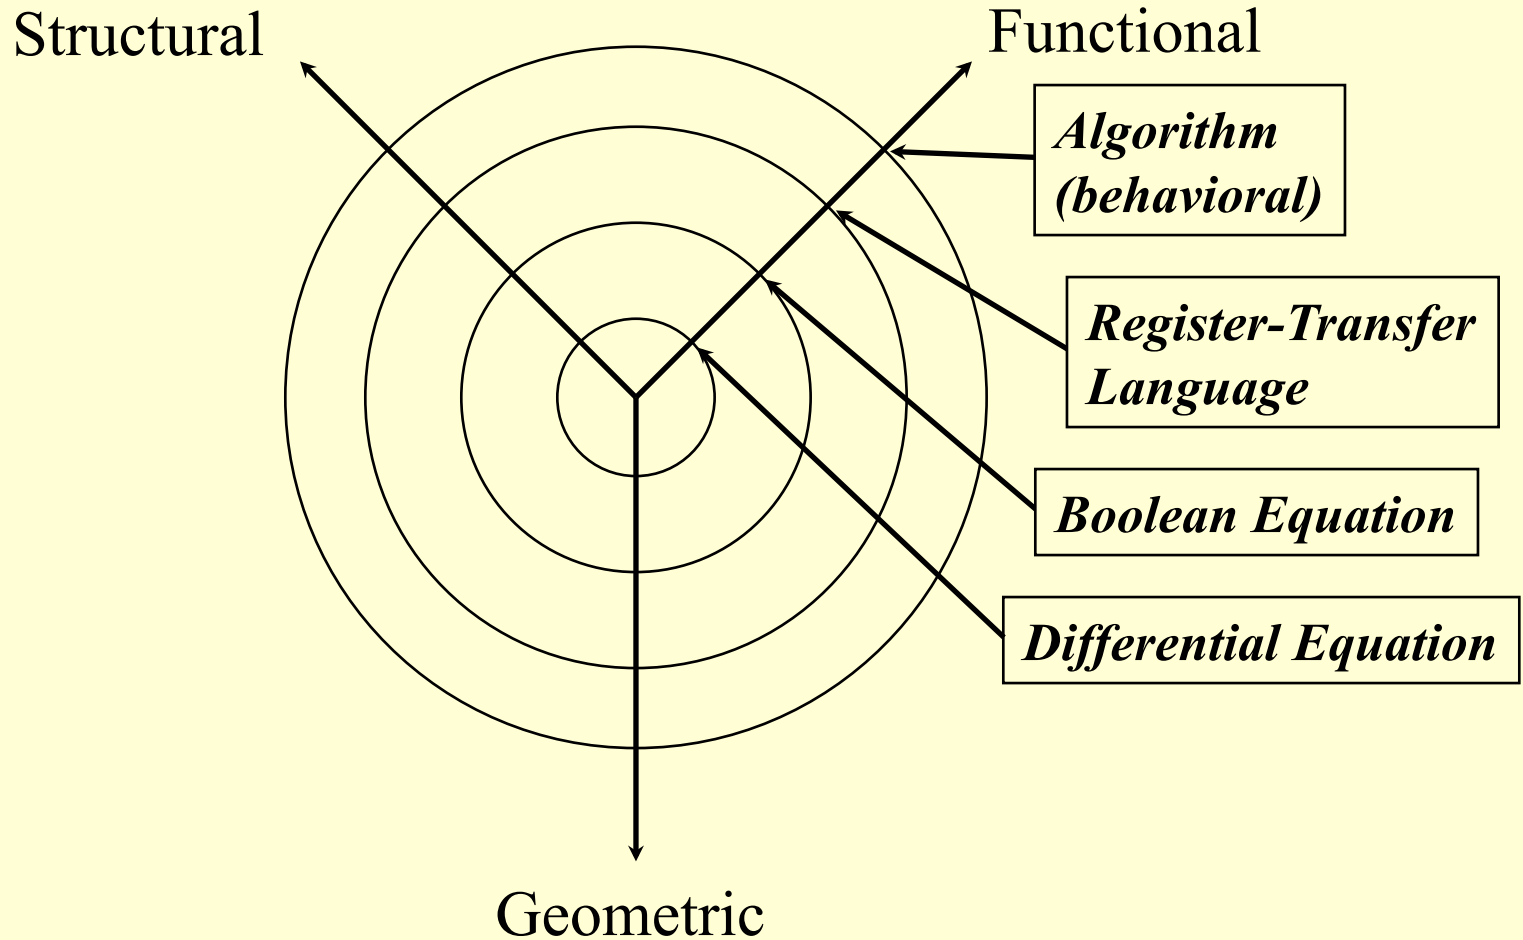 Structural
Functional
Algorithm
(behavioral)
Register-Transfer
Language
Boolean Equation
Differential Equation
Geometric